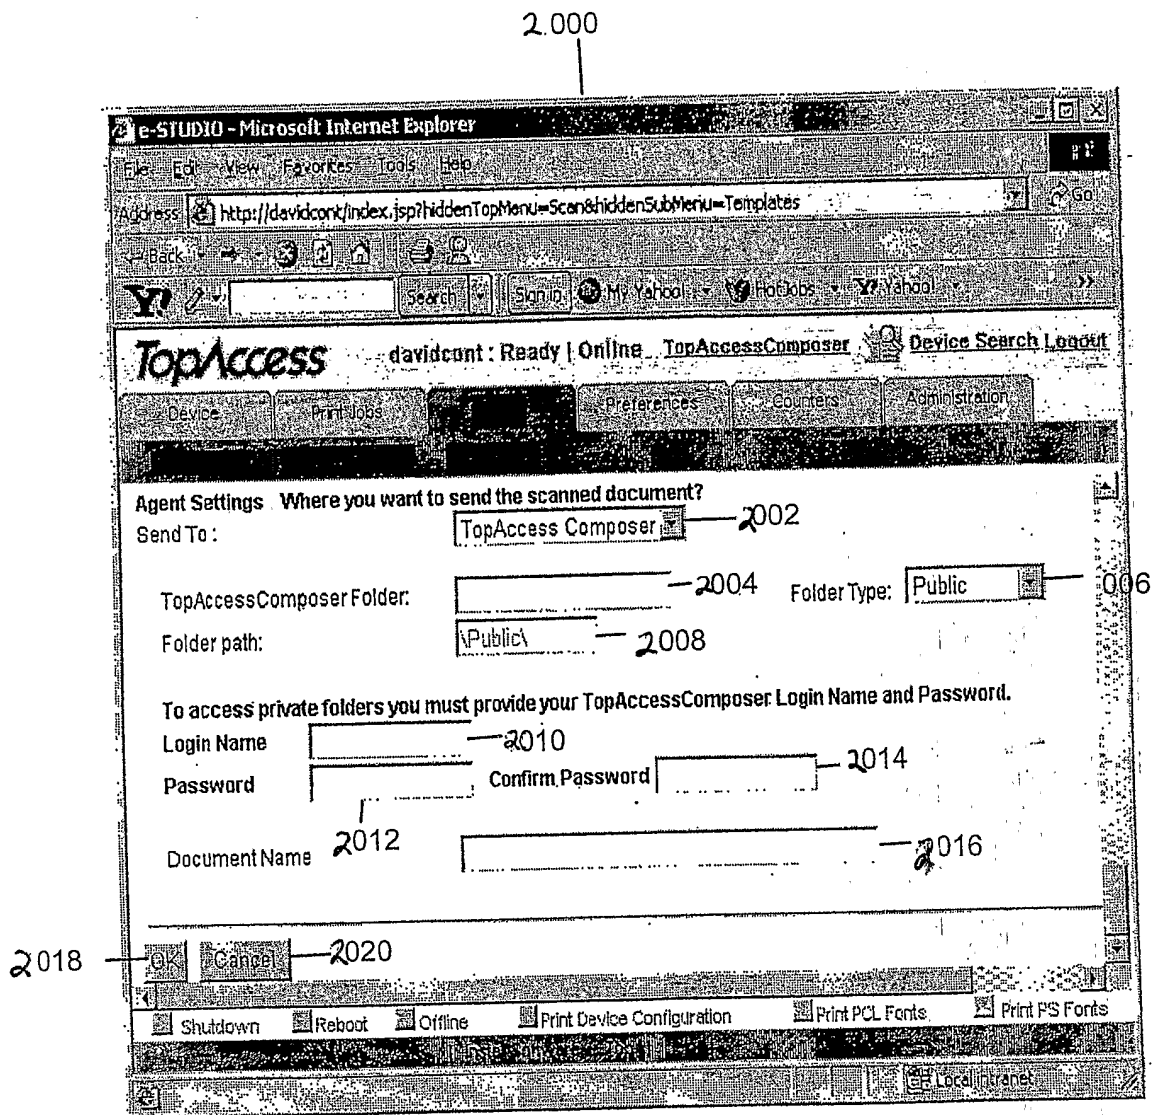 2.000
e-STUDIO - Microsoft Internet Explorer
File Edit View Favorites Tools Help
Address http://davidcont/index.jsp?hiddenTopMenu=Scan&hiddenSubMenu=Templates Go
Back
Y! Search Sign in My Yahoo! HotJobs Yahoo! >>
TopAccess davidcont : Ready | Online TopAccessComposer Device Search Logout
Device Print Jobs Preferences Counters Administration
Agent Settings Where you want to send the scanned document?
Send To : TopAccess Composer 2002
TopAccessComposer Folder: 2004 Folder Type: Public 006
Folder path: \Public\ 2008
To access private folders you must provide your TopAccessComposer Login Name and Password.
Login Name 2010
Password Confirm Password 2014
2012
Document Name 2016
2018 OK Cancel 2020
Shutdown Reboot Offline Print Device Configuration Print PCL Fonts Print PS Fonts
Local intranet